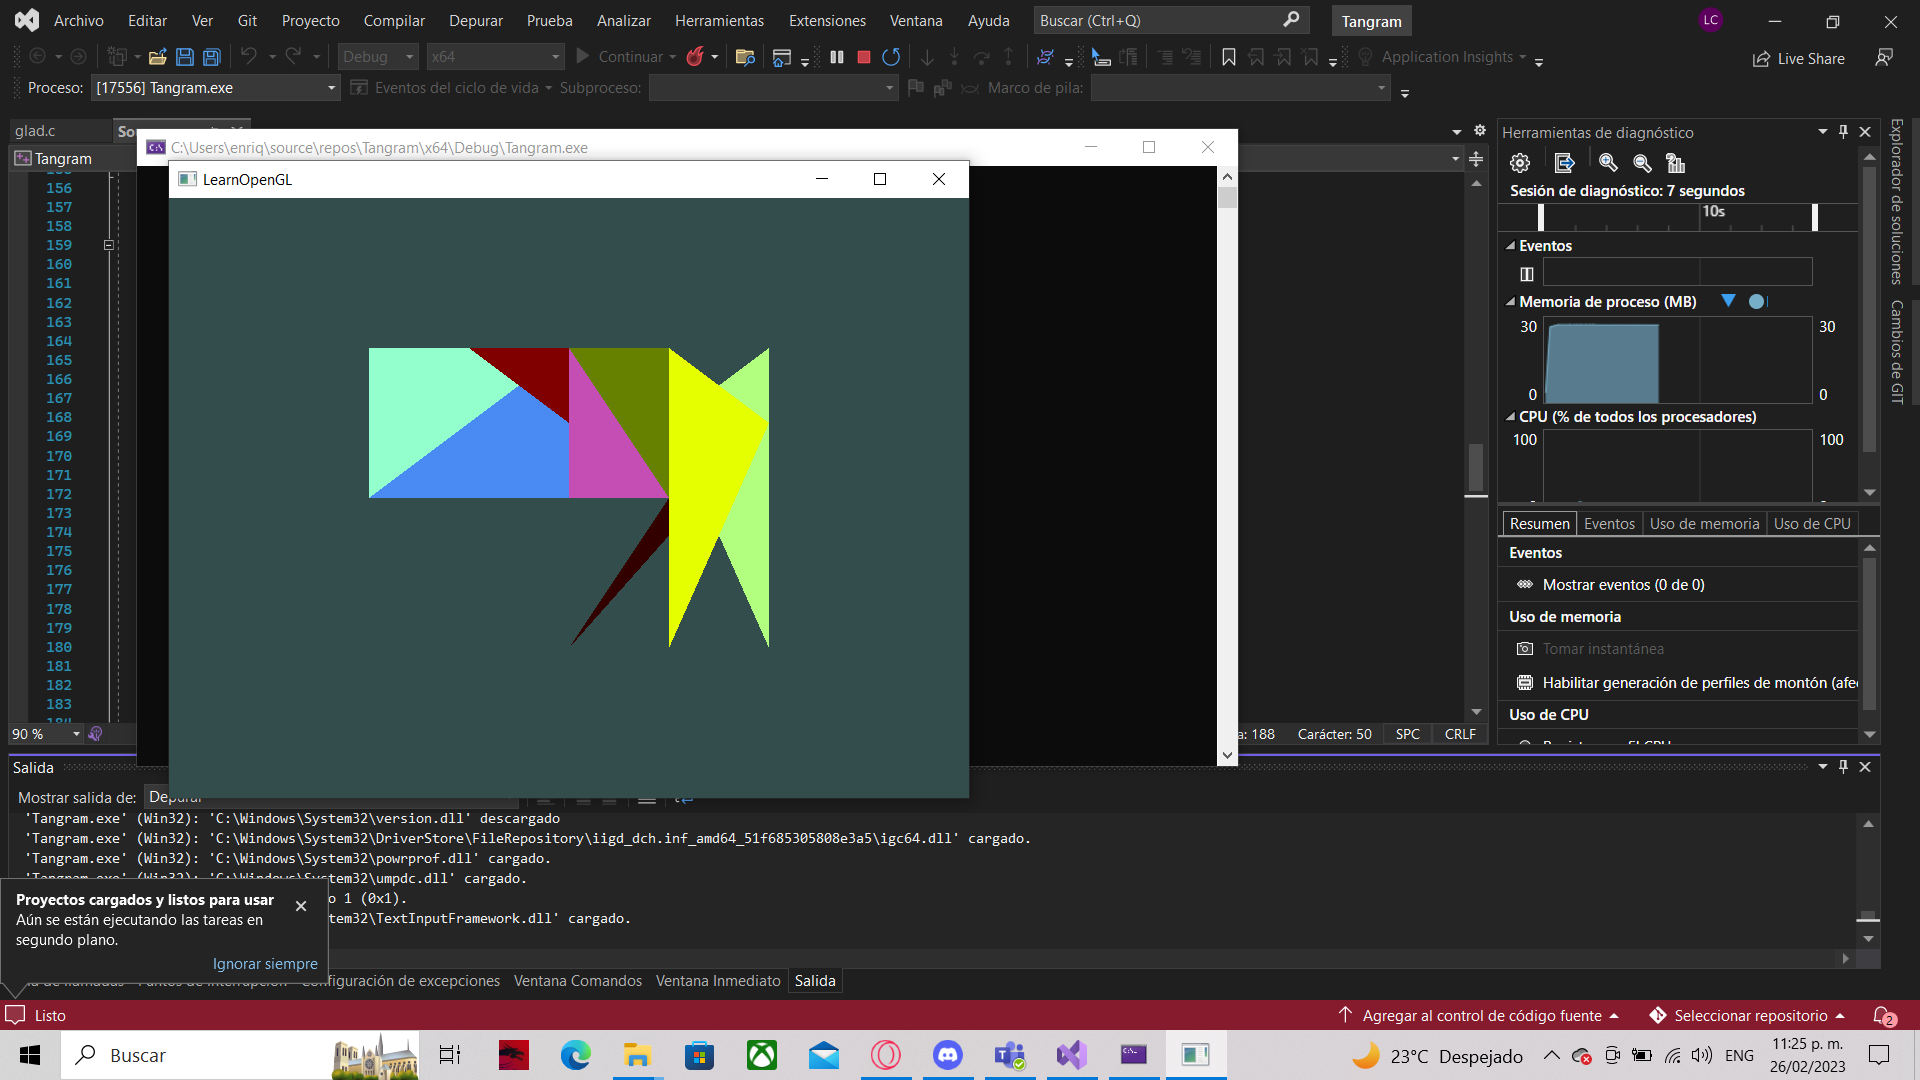 Archivo Editar Ver Git Proyecto Compilar Depurar Prueba Analizar Herramientas Extensiones Ventana Ayuda Buscar (Ctrl+Q) Tangram LC
Debug x64 Continuar Application Insights Live Share
Proceso: [17556] Tangram.exe Eventos del ciclo de vida Subproceso: Marco de pila:
glad.c
Tangram
C:\Users\enriq\source\repos\Tangram\x64\Debug\Tangram.exe
LearnOpenGL
156
157
158
159
160
161
162
163
164
165
166
167
168
169
170
171
172
173
174
175
176
177
178
179
180
181
182
183
90 %
188 Carácter: 50 SPC CRLF
Herramientas de diagnóstico
Sesión de diagnóstico: 7 segundos
10s
Eventos
Memoria de proceso (MB)
30 30
0 0
CPU (% de todos los procesadores)
100 100
Resumen Eventos Uso de memoria Uso de CPU
Eventos
Mostrar eventos (0 de 0)
Uso de memoria
Tomar instantánea
Habilitar generación de perfiles de montón
Uso de CPU
Explorador de soluciones
Cambios de GIT
Salida
Mostrar salida de: Depurar
'Tangram.exe' (Win32): 'C:\Windows\System32\version.dll' descargado
'Tangram.exe' (Win32): 'C:\Windows\System32\DriverStore\FileRepository\iigd_dch.inf_amd64_51f685305808e3a5\igc64.dll' cargado.
'Tangram.exe' (Win32): 'C:\Windows\System32\powrprof.dll' cargado.
'Tangram.exe' (Win32): 'C:\Windows\System32\umpdc.dll' cargado.
1 (0x1).
tem32\TextInputFramework.dll' cargado.
Proyectos cargados y listos para usar
Aún se están ejecutando las tareas en
segundo plano.
Ignorar siempre
de excepciones Ventana Comandos Ventana Inmediato Salida
Listo Agregar al control de código fuente Seleccionar repositorio 2
Buscar 23°C Despejado ENG 11:25 p. m.
26/02/2023